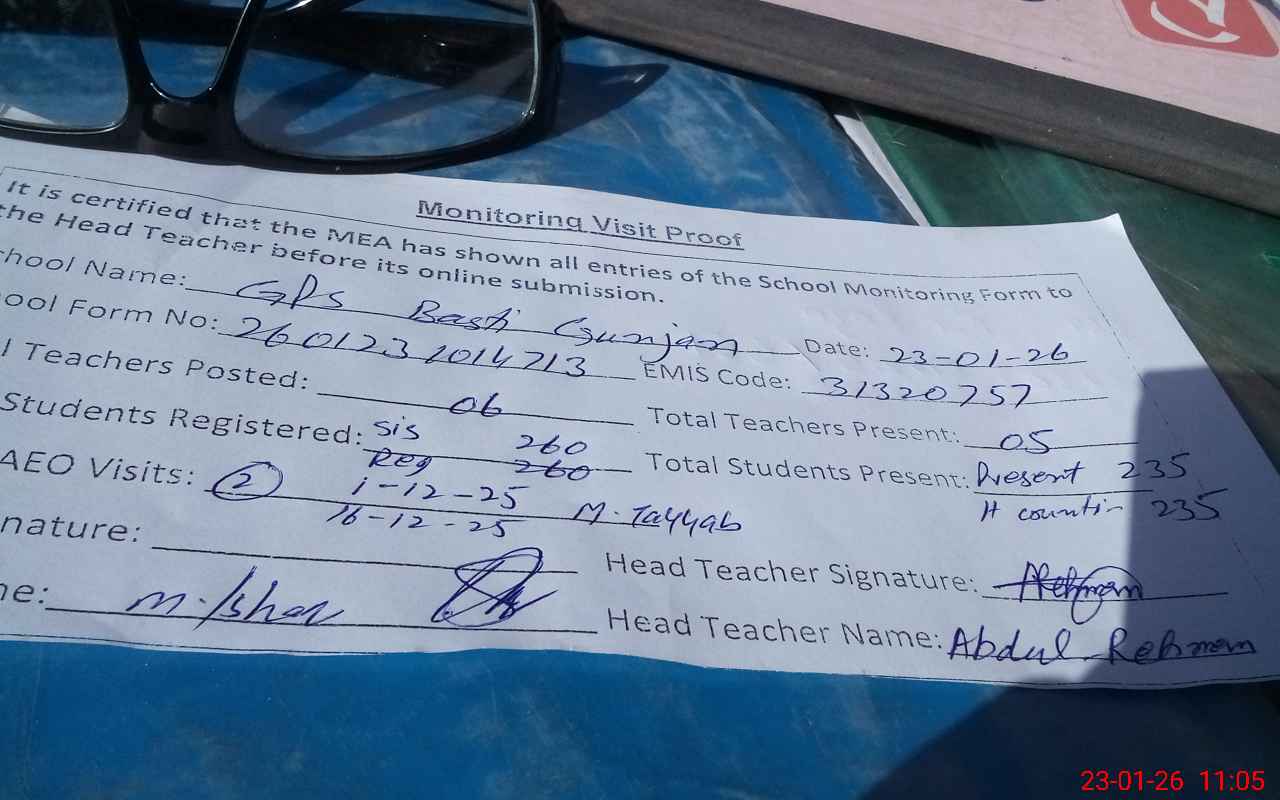 Monitoring Visit Proof
It is certified that the MEA has shown all entries of the School Monitoring Form to
the Head Teacher before its online submission.
hool Name: GPS Basti Gunjan Date: 23-01-26
ool Form No: 260123 1014713 EMIS Code: 31320757
l Teachers Posted: 06 Total Teachers Present: 05
Students Registered: SIS 260 Total Students Present: Present 235
Reg 260 H counti 235
AEO Visits: 2 1-12-25 M. Tayyab
16-12-25
nature: Head Teacher Signature: ARehman
ne: M. Head Teacher Name: Abdul Rehman
23-01-26 11:05